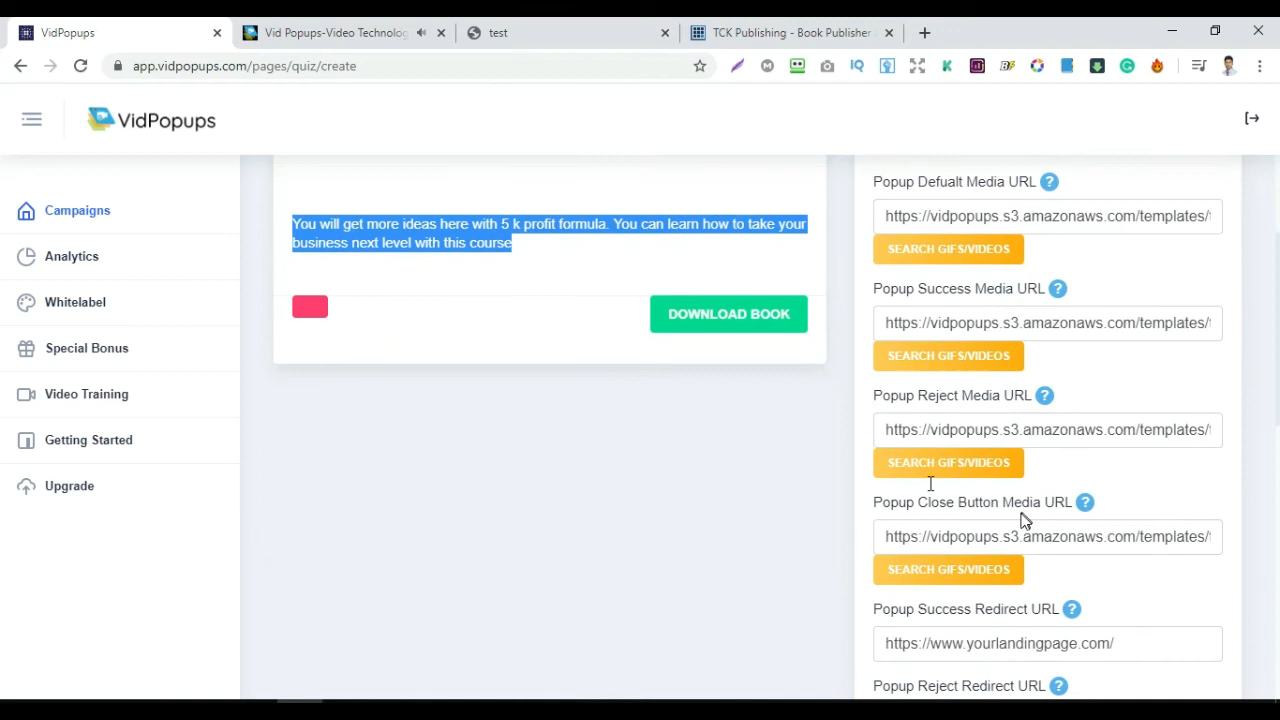 VidPopups
Vid Popups-Video Technolog
test
TCK Publishing - Book Publisher
app.vidpopups.com/pages/quiz/create
VidPopups
Campaigns
Analytics
Whitelabel
Special Bonus
Video Training
Getting Started
Upgrade
You will get more ideas here with 5 k profit formula. You can learn how to take your
business next level with this course
DOWNLOAD BOOK
Popup Defualt Media URL ?
https://vidpopups.s3.amazonaws.com/templates/
SEARCH GIFS/VIDEOS
Popup Success Media URL ?
https://vidpopups.s3.amazonaws.com/templates/
SEARCH GIFS/VIDEOS
Popup Reject Media URL ?
https://vidpopups.s3.amazonaws.com/templates/
SEARCH GIFS/VIDEOS
Popup Close Button Media URL ?
https://vidpopups.s3.amazonaws.com/templates/
SEARCH GIFS/VIDEOS
Popup Success Redirect URL ?
https://www.yourlandingpage.com/
Popup Reject Redirect URL ?